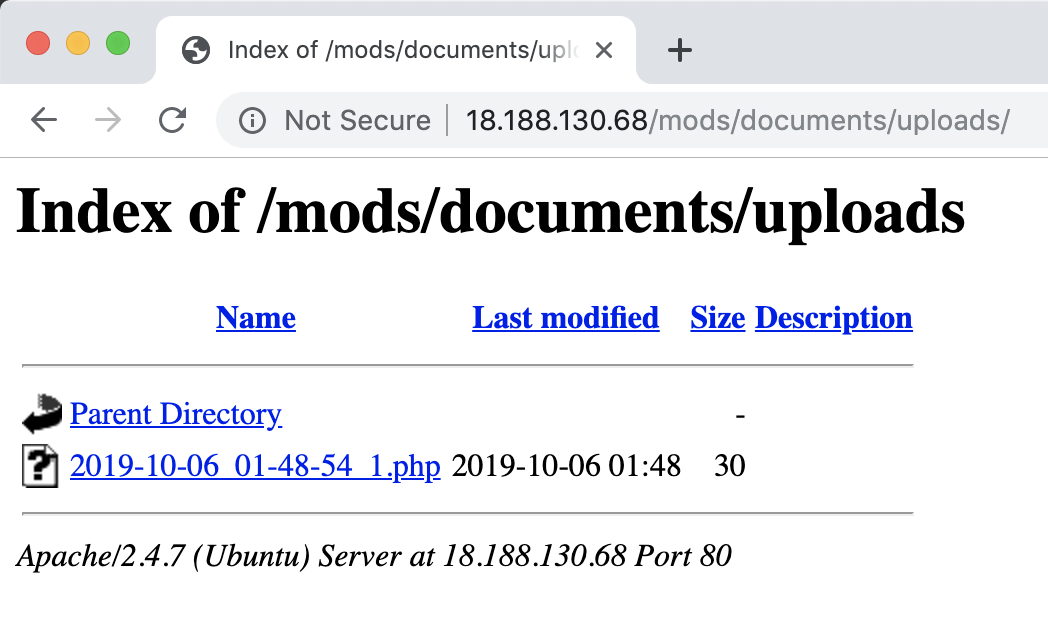 Index of /mods/documents/uplo
Not Secure 18.188.130.68/mods/documents/uploads/
Index of /mods/documents/uploads
Name Last modified Size Description
Parent Directory -
2019-10-06_01-48-54_1.php 2019-10-06 01:48 30
Apache/2.4.7 (Ubuntu) Server at 18.188.130.68 Port 80